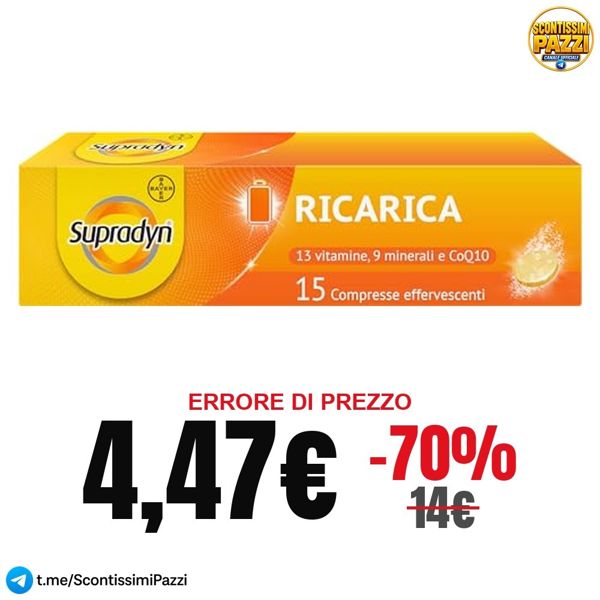 SCONTISSIMI
PAZZI
CANALE UFFICIALE
Supradyn
Supradyn
BAYER
BAYER
RICARICA
13 vitamine, 9 minerali e CoQ10
15 Compresse effervescenti
ERRORE DI PREZZO
4,47€
-70%
14€
t.me/ScontissimiPazzi